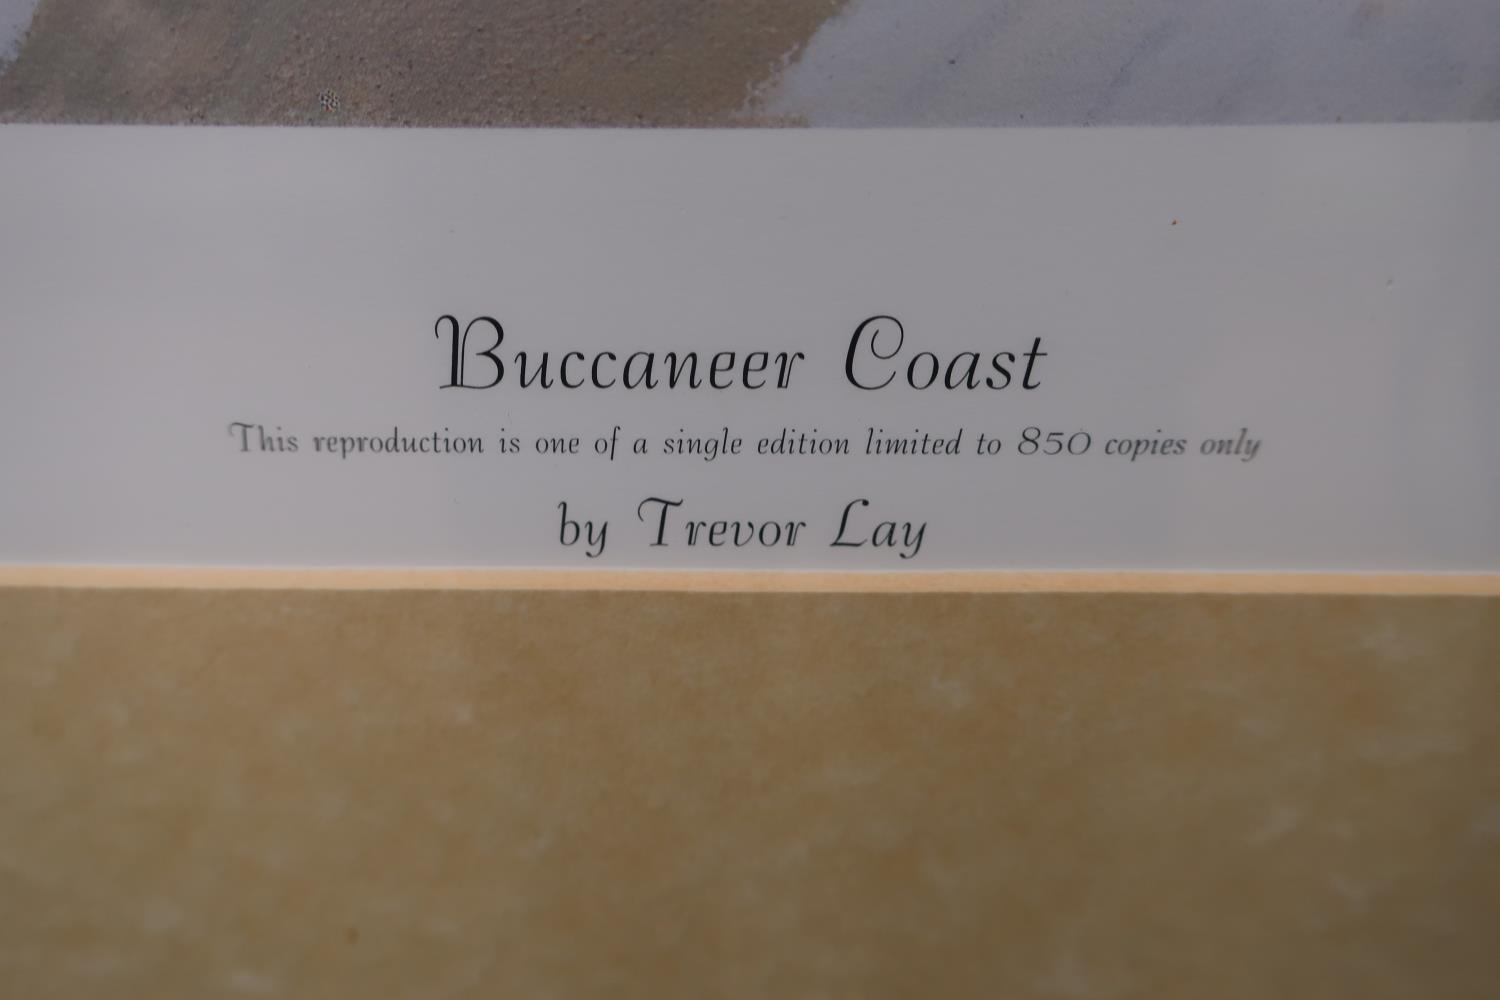 Buccaneer Coast
This reproduction is one of a single edition limited to 850 copies only
by Trevor Lay